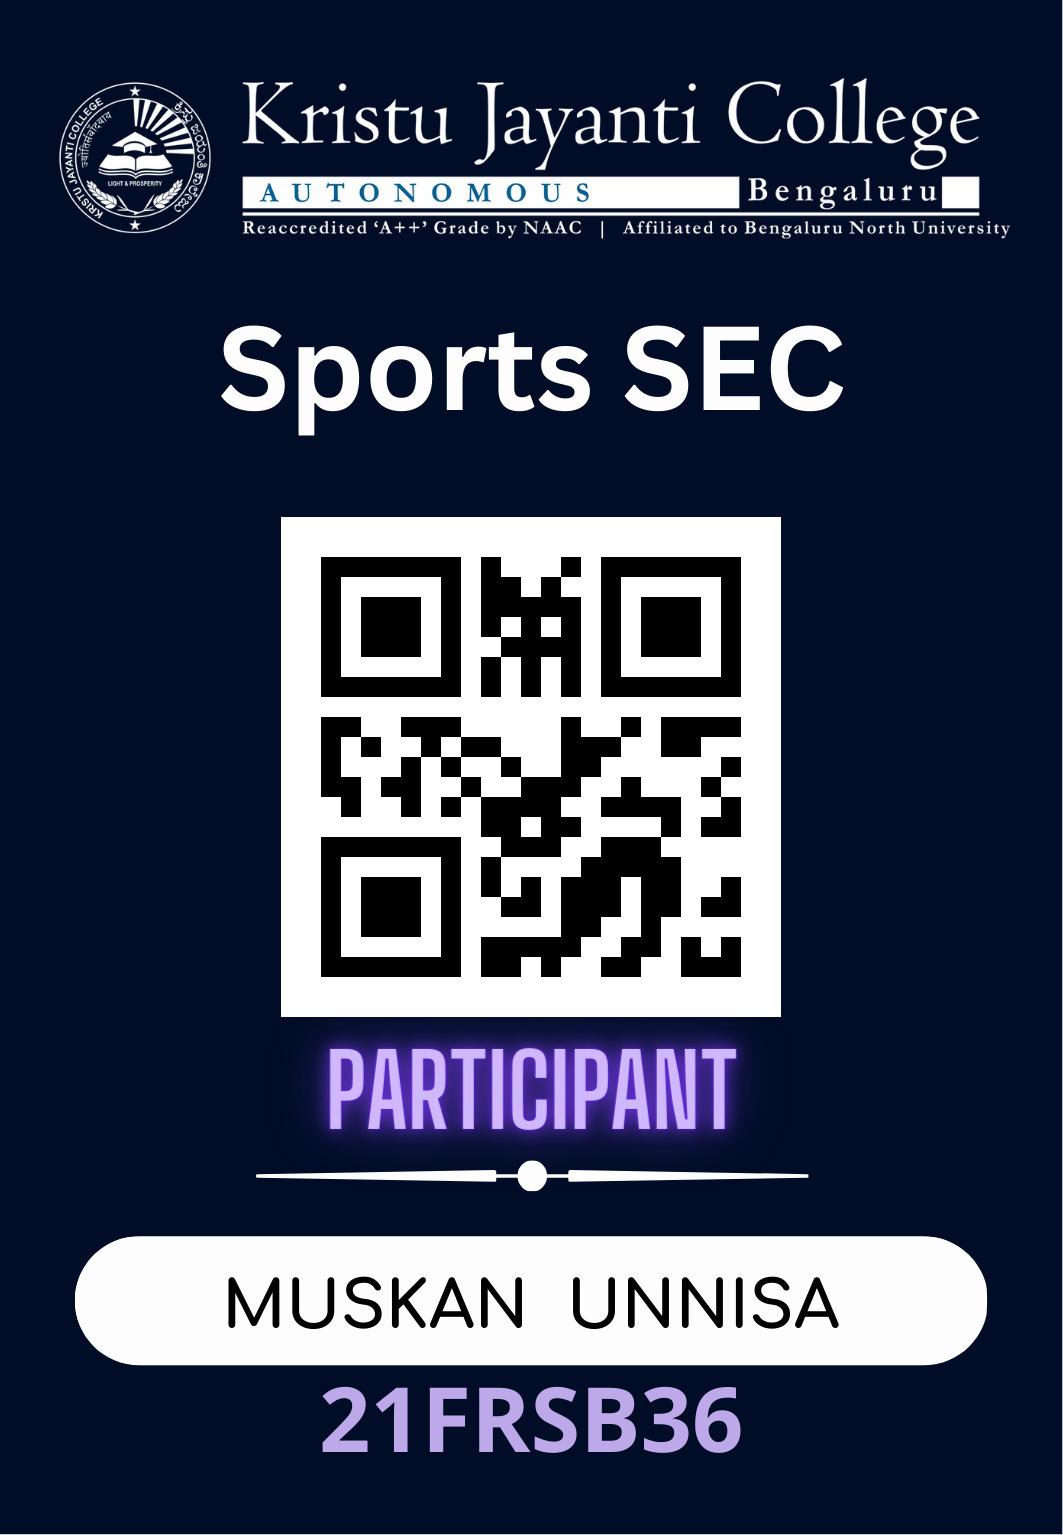 Kristu Jayanti College
AUTONOMOUS Bengaluru
Reaccredited ‘A++’ Grade by NAAC | Affiliated to Bengaluru North University
KRISTU JAYANTI COLLEGE
LIGHT & PROSPERITY
Sports SEC
PARTICIPANT
MUSKAN UNNISA
21FRSB36